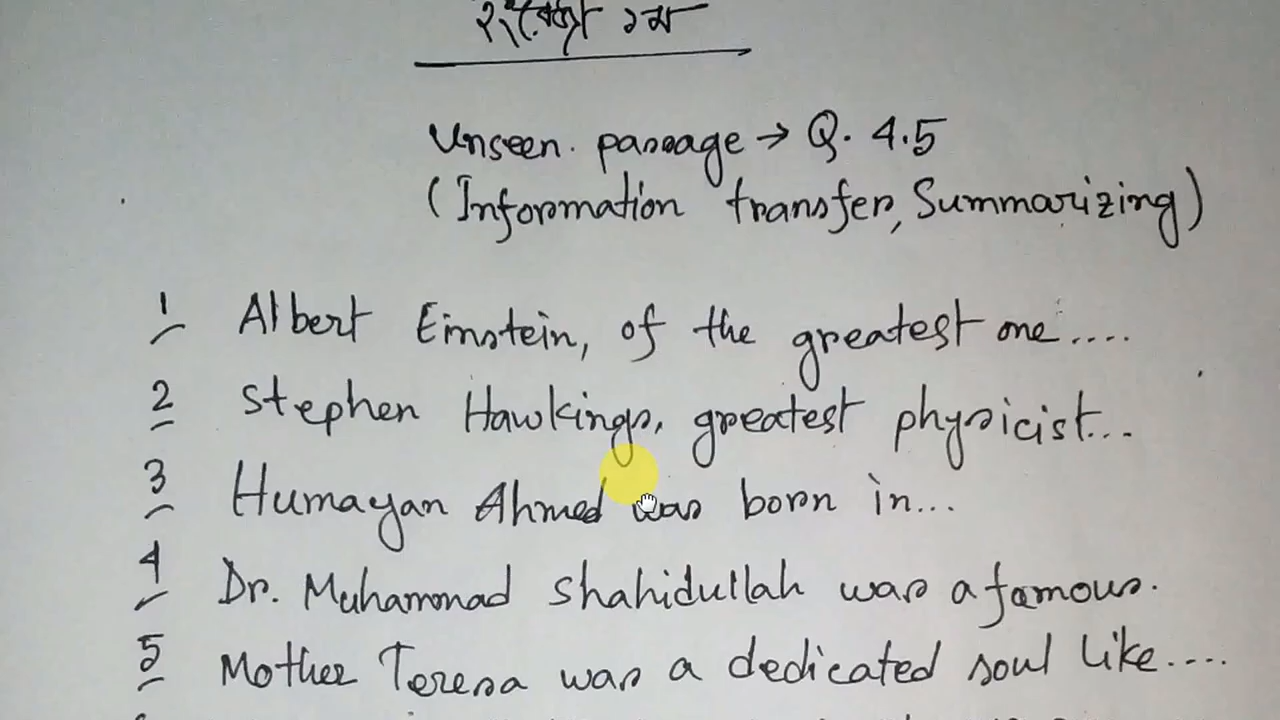 Unseen. passage → Q. 4.5
(Information transfer, Summarizing)
1 Albert Einstein, of the greatest one....
2 Stephen Hawkings, greatest physicist...
3 Humayan Ahmed was born in...
4 Dr. Muhammad Shahidullah was a famous.
5 Mother Teresa was a dedicated soul like....